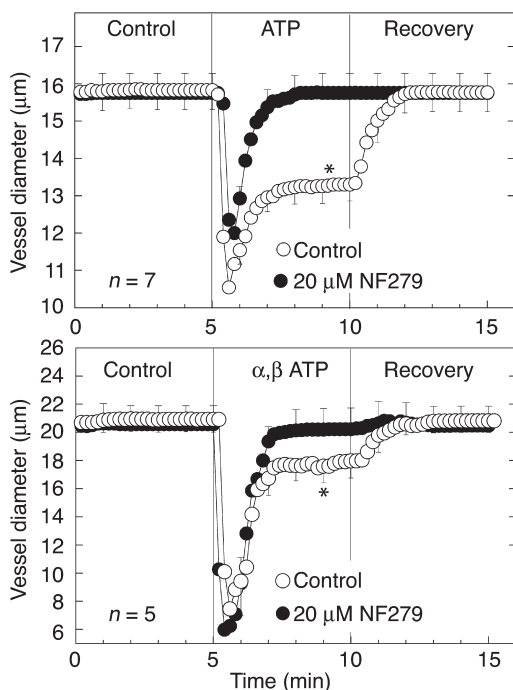 Control ATP Recovery
17
16
15
14
13
12
11
10
Vessel diameter (μm)
*
Control
20 μM NF279
n = 7
0 5 10 15
Control α,β ATP Recovery
26
24
22
20
18
16
14
12
10
8
6
Vessel diameter (μm)
*
Control
20 μM NF279
n = 5
0 5 10 15
Time (min)